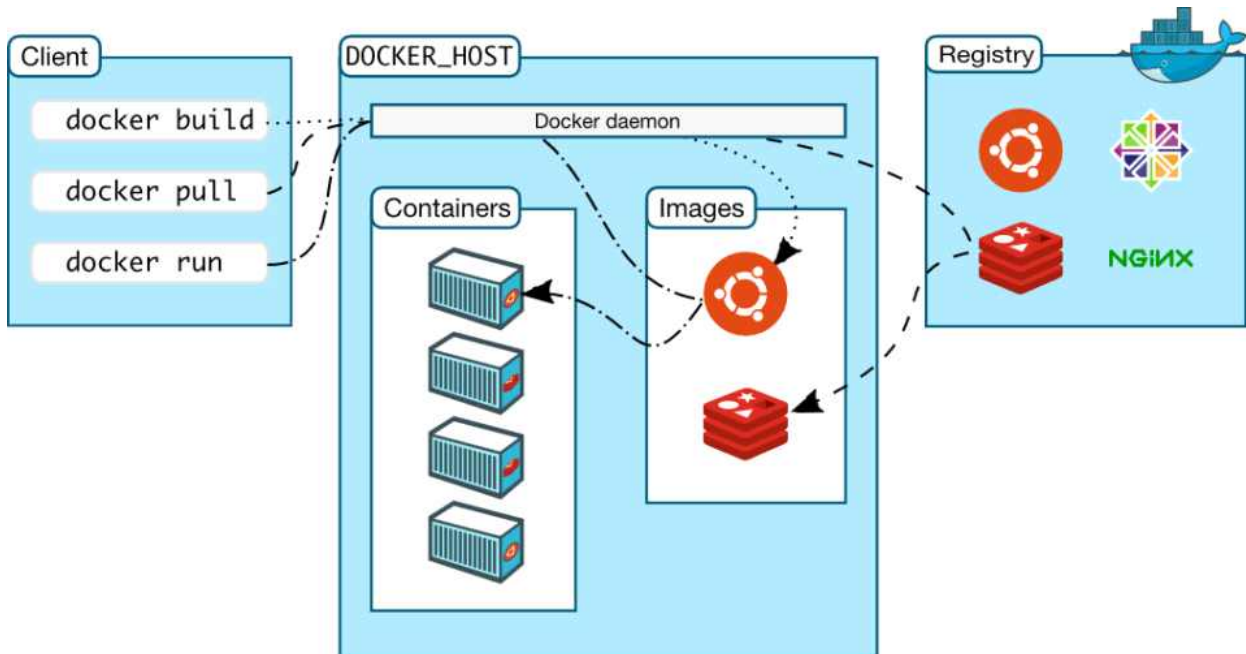 Client
docker build
docker pull
docker run
DOCKER_HOST
Docker daemon
Containers
Images
Registry
NGINX